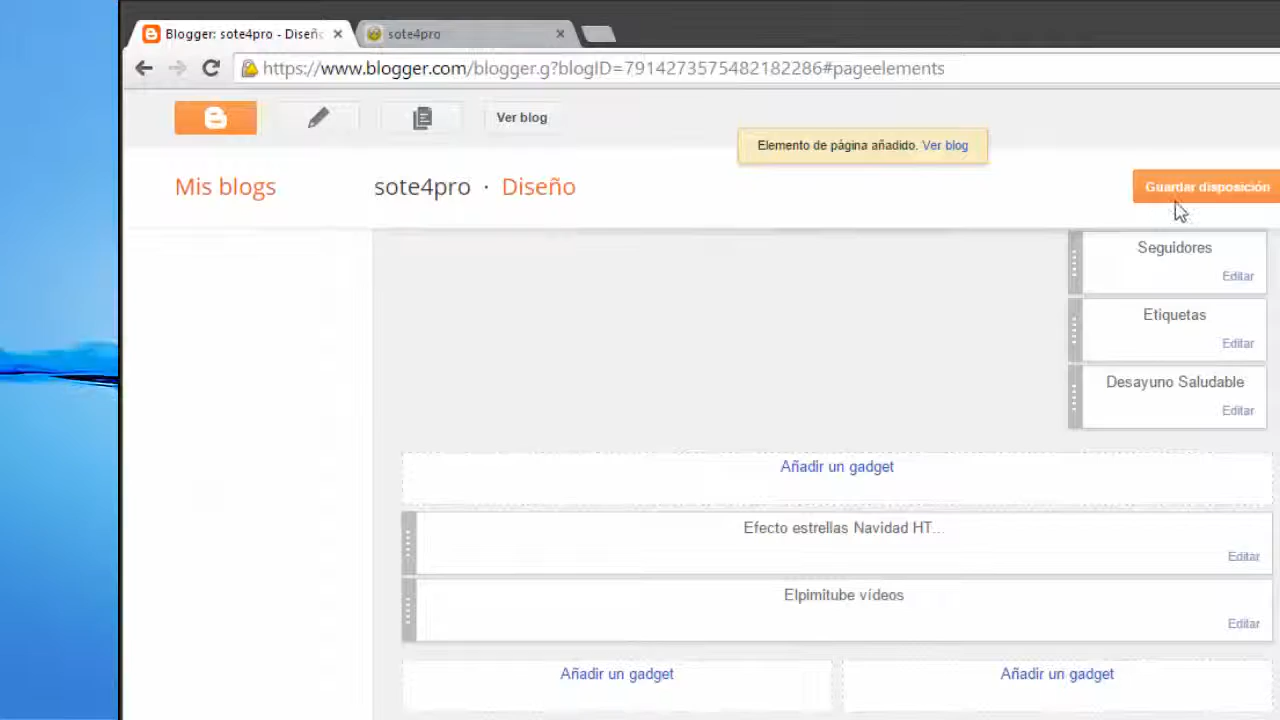 Blogger: sote4pro - Diseñ
sote4pro
https://www.blogger.com/blogger.g?blogID=7914273575482182286#pageelements
Ver blog
Elemento de página añadido. Ver blog
Mis blogs
sote4pro · Diseño
Guardar disposición
Seguidores
Editar
Etiquetas
Editar
Desayuno Saludable
Editar
Añadir un gadget
Efecto estrellas Navidad HT...
Editar
Elpimitube vídeos
Editar
Añadir un gadget
Añadir un gadget